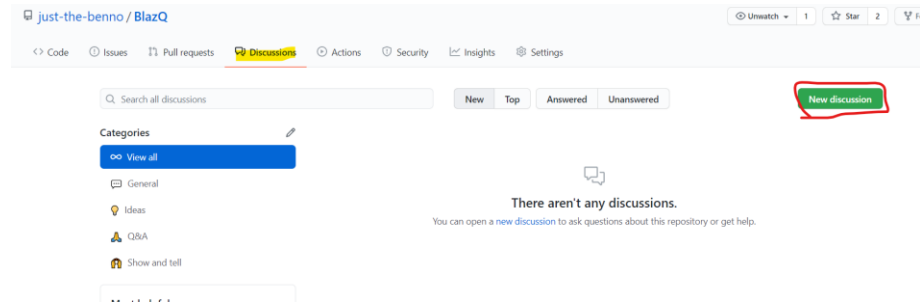 just-the-benno / BlazQ
Unwatch 1 Star 2
Code Issues Pull requests Discussions Actions Security Insights Settings
Search all discussions New Top Answered Unanswered New discussion
Categories
View all
General
There aren't any discussions.
Ideas
You can open a new discussion to ask questions about this repository or get help.
Q&A
Show and tell